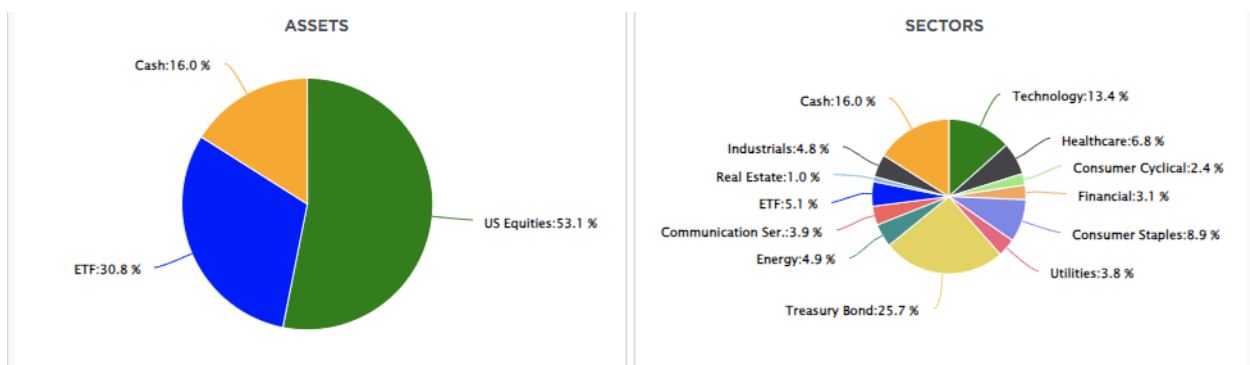 ASSETS
Cash:16.0 %
US Equities:53.1 %
ETF:30.8 %
SECTORS
Cash:16.0 %
Technology:13.4 %
Industrials:4.8 %
Healthcare:6.8 %
Real Estate:1.0 %
Consumer Cyclical:2.4 %
ETF:5.1 %
Financial:3.1 %
Communication Ser.:3.9 %
Consumer Staples:8.9 %
Energy:4.9 %
Utilities:3.8 %
Treasury Bond:25.7 %